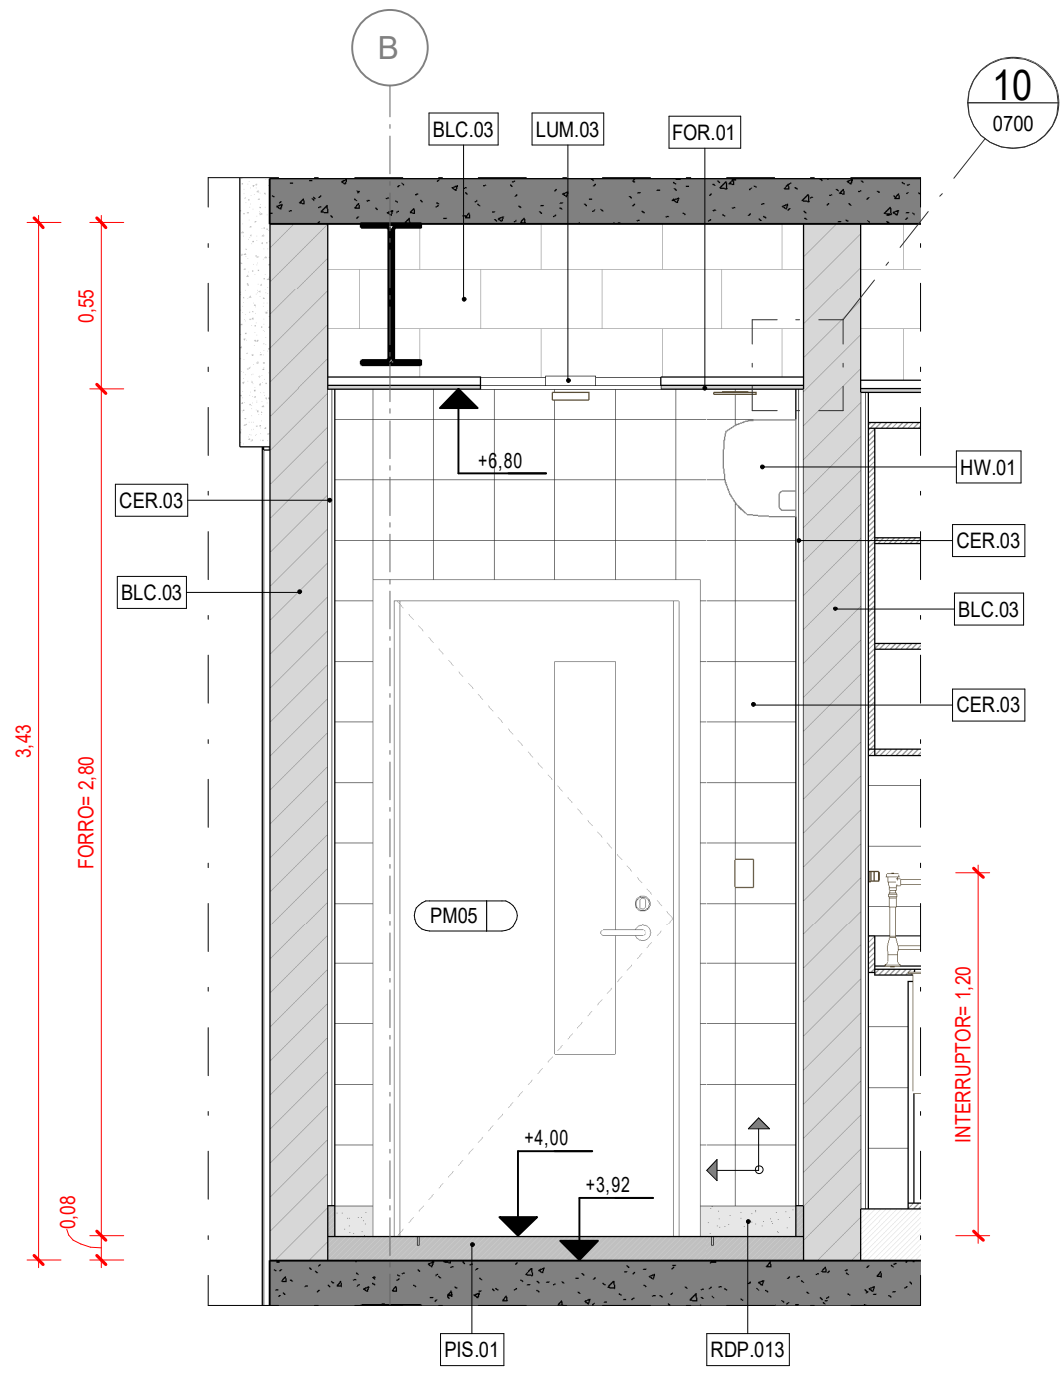 B
10
0700
BLC.03
LUM.03
FOR.01
0,55
+6,80
HW.01
CER.03
CER.03
BLC.03
BLC.03
CER.03
3,43
FORRO= 2,80
PM05
INTERRUPTOR= 1,20
+4,00
+3,92
0,08
PIS.01
RDP.013